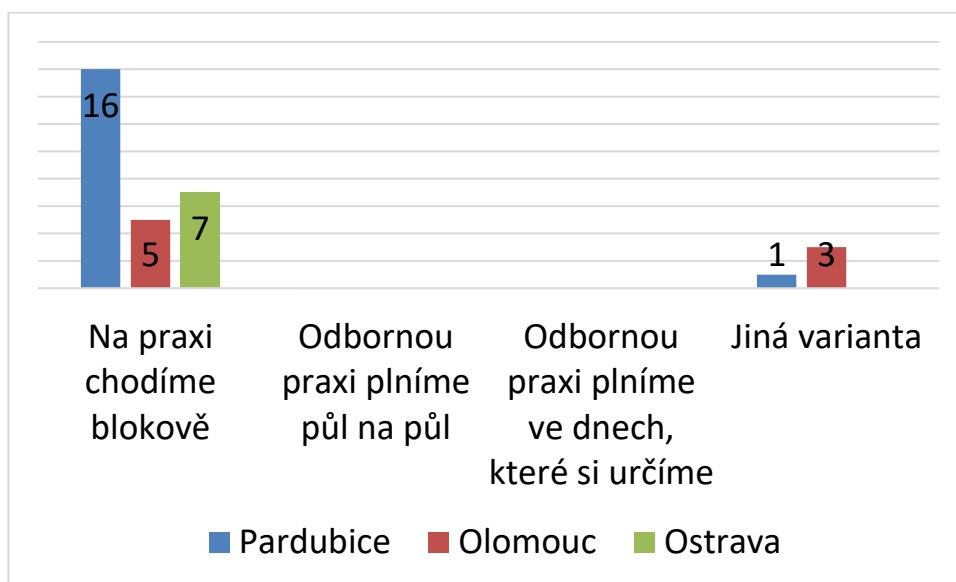 16
5
7
1
3
Na praxi
chodíme
blokově
Odbornou
praxi plníme
půl na půl
Odbornou
praxi plníme
ve dnech,
které si určíme
Jiná varianta
Pardubice
Olomouc
Ostrava